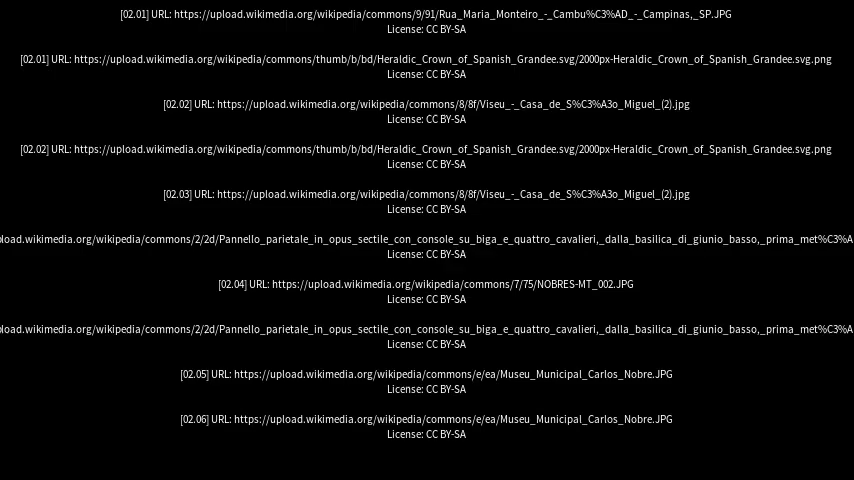 [02.01] URL: https://upload.wikimedia.org/wikipedia/commons/9/91/Rua_Maria_Monteiro_-_Cambu%C3%AD_-_Campinas,_SP.JPG
License: CC BY-SA
[02.01] URL: https://upload.wikimedia.org/wikipedia/commons/thumb/b/bd/Heraldic_Crown_of_Spanish_Grandee.svg/2000px-Heraldic_Crown_of_Spanish_Grandee.svg.png
License: CC BY-SA
[02.02] URL: https://upload.wikimedia.org/wikipedia/commons/8/8f/Viseu_-_Casa_de_S%C3%A3o_Miguel_(2).jpg
License: CC BY-SA
[02.02] URL: https://upload.wikimedia.org/wikipedia/commons/thumb/b/bd/Heraldic_Crown_of_Spanish_Grandee.svg/2000px-Heraldic_Crown_of_Spanish_Grandee.svg.png
License: CC BY-SA
[02.03] URL: https://upload.wikimedia.org/wikipedia/commons/8/8f/Viseu_-_Casa_de_S%C3%A3o_Miguel_(2).jpg
License: CC BY-SA
pload.wikimedia.org/wikipedia/commons/2/2d/Pannello_parietale_in_opus_sectile_con_console_su_biga_e_quattro_cavalieri,_dalla_basilica_di_giunio_basso,_prima_met%C3%A
License: CC BY-SA
[02.04] URL: https://upload.wikimedia.org/wikipedia/commons/7/75/NOBRES-MT_002.JPG
License: CC BY-SA
pload.wikimedia.org/wikipedia/commons/2/2d/Pannello_parietale_in_opus_sectile_con_console_su_biga_e_quattro_cavalieri,_dalla_basilica_di_giunio_basso,_prima_met%C3%A
License: CC BY-SA
[02.05] URL: https://upload.wikimedia.org/wikipedia/commons/e/ea/Museu_Municipal_Carlos_Nobre.JPG
License: CC BY-SA
[02.06] URL: https://upload.wikimedia.org/wikipedia/commons/e/ea/Museu_Municipal_Carlos_Nobre.JPG
License: CC BY-SA